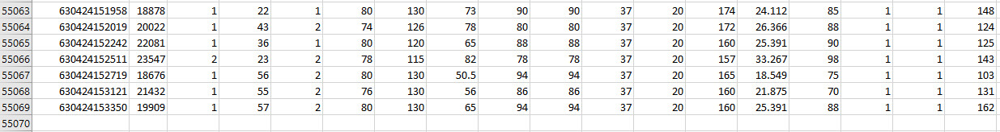 55063 630424151958 18878 1 22 1 80 130 73 90 90 37 20 174 24.112 85 1 1 148
55064 630424152019 20022 1 43 2 74 126 78 80 80 37 20 172 26.366 88 1 1 124
55065 630424152242 22081 1 36 1 80 120 65 88 88 37 20 160 25.391 90 1 1 125
55066 630424152511 23547 2 23 2 78 115 82 78 78 37 20 157 33.267 98 1 1 143
55067 630424152719 18676 1 56 2 80 130 50.5 94 94 37 20 165 18.549 75 1 1 103
55068 630424153121 21432 1 55 2 76 130 56 86 86 37 20 160 21.875 70 1 1 131
55069 630424153350 19909 1 57 2 80 130 65 94 94 37 20 160 25.391 88 1 1 162
55070